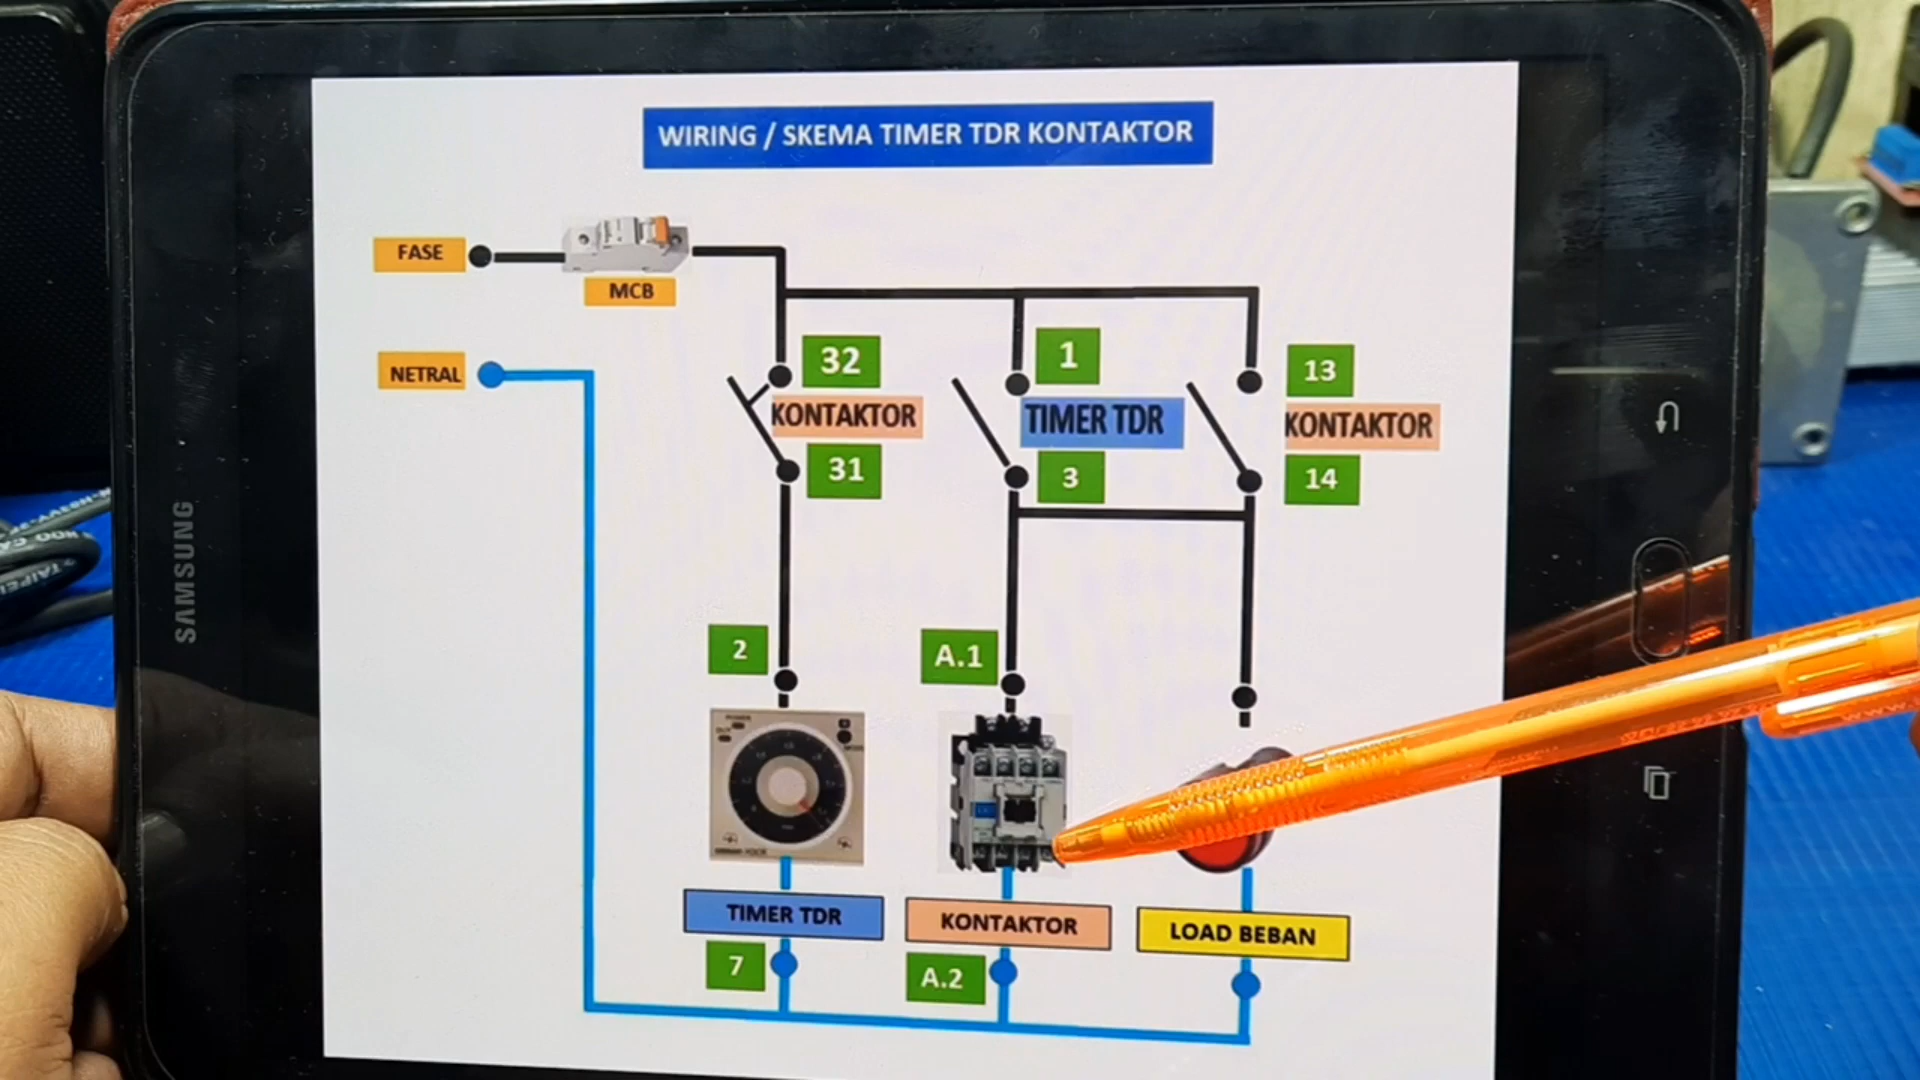 WIRING / SKEMA TIMER TDR KONTAKTOR
FASE
MCB
NETRAL
32
KONTAKTOR
31
1
TIMER TDR
3
13
KONTAKTOR
14
2
A.1
TIMER TDR
KONTAKTOR
LOAD BEBAN
7
A.2
SAMSUNG